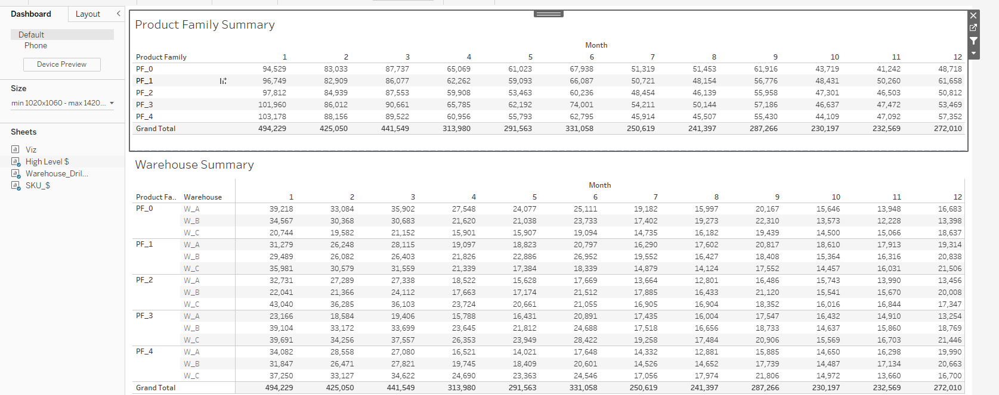 Dashboard Layout <
Default
Phone
Device Preview
Size
min 1020x1060 - max 1420...
Sheets
Viz
High Level $
Warehouse_Dril...
SKU_$
Product Family Summary
Month
Product Family 1 2 3 4 5 6 7 8 9 10 11 12
PF_0 94,529 83,033 87,737 65,069 61,023 67,938 51,319 51,453 61,916 43,719 41,242 48,718
PF_1 96,749 82,909 86,077 62,262 59,093 66,087 50,721 48,154 56,776 48,431 50,260 61,658
PF_2 97,812 84,939 87,553 59,908 53,463 60,236 48,454 46,139 55,958 47,301 46,503 50,812
PF_3 101,960 86,012 90,661 65,785 62,192 74,001 54,211 50,144 57,186 46,637 47,472 53,469
PF_4 103,178 88,156 89,522 60,956 55,793 62,795 45,914 45,507 55,430 44,109 47,092 57,352
Grand Total 494,229 425,050 441,549 313,980 291,563 331,058 250,619 241,397 287,266 230,197 232,569 272,010
Warehouse Summary
Month
Product Fa.. Warehouse 1 2 3 4 5 6 7 8 9 10 11 12
PF_0 W_A 39,218 33,084 35,902 27,548 24,077 25,111 19,182 15,997 20,167 15,646 13,948 16,683
W_B 34,567 30,368 30,683 21,620 21,038 23,733 17,402 19,273 22,310 13,573 12,228 13,398
W_C 20,744 19,582 21,152 15,901 15,907 19,094 14,735 16,182 19,439 14,500 15,066 18,637
PF_1 W_A 31,279 26,248 28,115 19,097 18,823 20,797 16,290 17,602 20,817 18,610 17,913 19,314
W_B 29,489 26,082 26,403 21,826 22,886 26,952 19,552 16,427 18,408 15,364 16,316 20,838
W_C 35,981 30,579 31,559 21,339 17,384 18,339 14,879 14,124 17,552 14,457 16,031 21,506
PF_2 W_A 32,731 27,289 27,338 18,522 15,628 17,669 13,664 12,801 16,486 15,743 13,990 13,456
W_B 22,041 21,366 24,112 17,663 17,174 21,512 17,885 16,433 21,120 15,541 15,670 20,008
W_C 43,040 36,285 36,103 23,724 20,661 21,055 16,905 16,904 18,352 16,016 16,844 17,347
PF_3 W_A 23,166 18,584 19,406 15,788 16,431 20,891 17,435 16,004 17,547 16,432 14,910 13,254
W_B 39,104 33,172 33,699 23,645 21,812 24,688 17,518 16,656 18,733 14,637 15,860 18,769
W_C 39,691 34,256 37,557 26,353 23,949 28,422 19,258 17,484 20,906 15,569 16,703 21,446
PF_4 W_A 34,082 28,558 27,080 16,521 14,021 17,648 14,332 12,881 15,885 14,650 16,298 19,990
W_B 31,847 26,471 27,821 19,745 18,409 20,601 14,526 14,652 17,739 14,487 17,134 20,663
W_C 37,250 33,127 34,622 24,690 23,363 24,546 17,056 17,974 21,806 14,972 13,660 16,700
Grand Total 494,229 425,050 441,549 313,980 291,563 331,058 250,619 241,397 287,266 230,197 232,569 272,010